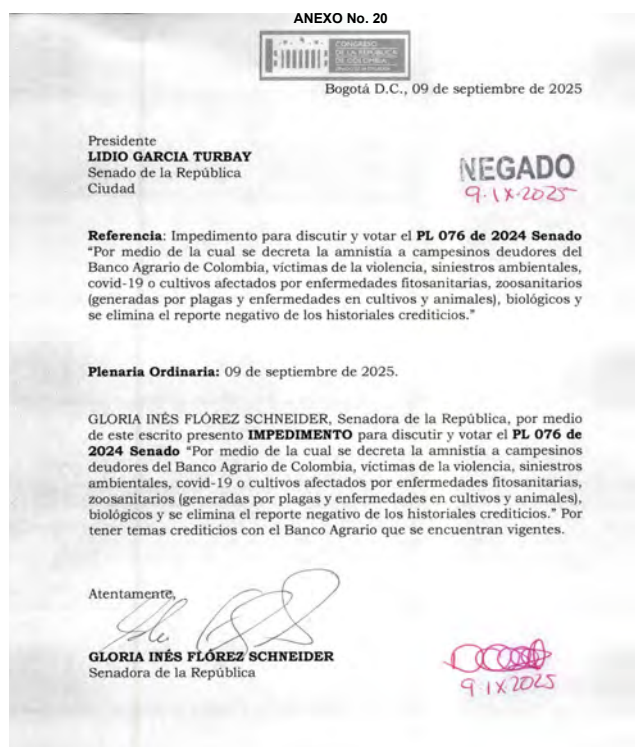 ANEXO No. 20
CONGRESO
DE LA REPÚBLICA
DE COLOMBIA
Bogotá D.C., 09 de septiembre de 2025
Presidente
LIDIO GARCIA TURBAY
Senado de la República
Ciudad
NEGADO
9.IX.2025
Referencia: Impedimento para discutir y votar el PL 076 de 2024 Senado
“Por medio de la cual se decreta la amnistía a campesinos deudores del
Banco Agrario de Colombia, víctimas de la violencia, siniestros ambientales,
covid-19 o cultivos afectados por enfermedades fitosanitarias, zoosanitarios
(generadas por plagas y enfermedades en cultivos y animales), biológicos y
se elimina el reporte negativo de los historiales crediticios.”
Plenaria Ordinaria: 09 de septiembre de 2025.
GLORIA INÉS FLÓREZ SCHNEIDER, Senadora de la República, por medio
de este escrito presento IMPEDIMENTO para discutir y votar el PL 076 de
2024 Senado “Por medio de la cual se decreta la amnistía a campesinos
deudores del Banco Agrario de Colombia, víctimas de la violencia, siniestros
ambientales, covid-19 o cultivos afectados por enfermedades fitosanitarias,
zoosanitarios (generadas por plagas y enfermedades en cultivos y animales),
biológicos y se elimina el reporte negativo de los historiales crediticios.” Por
tener temas crediticios con el Banco Agrario que se encuentran vigentes.
Atentamente,
GLORIA INÉS FLÓREZ SCHNEIDER
Senadora de la República
9 IX 2025